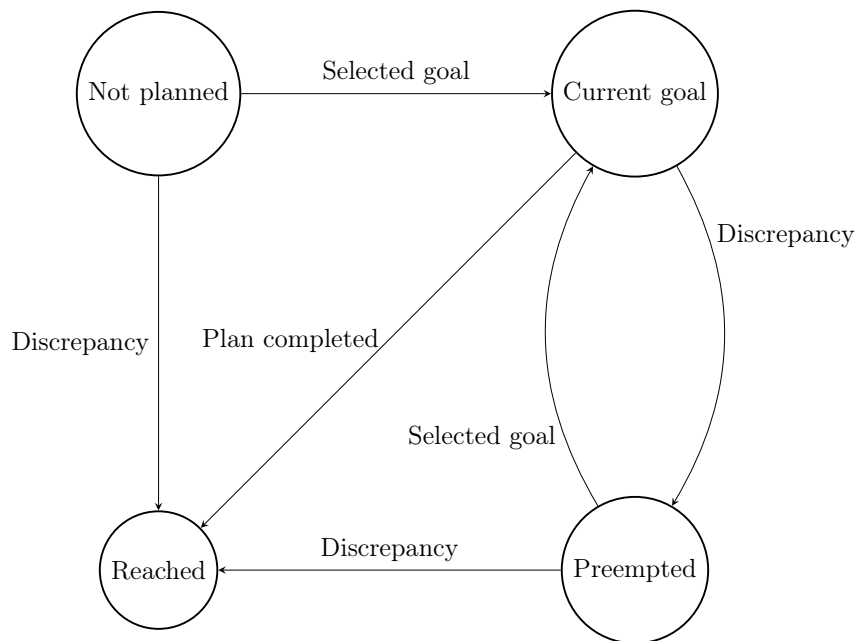 Selected goal
Not planned
Current goal
Discrepancy
Discrepancy
Plan completed
Selected goal
Discrepancy
Reached
Preempted